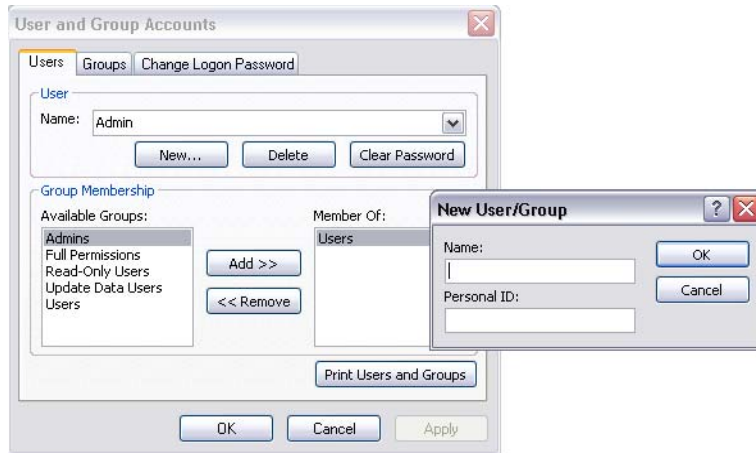 User and Group Accounts
Users Groups Change Logon Password
User
Name: Admin
New... Delete Clear Password
Group Membership
Available Groups: Member Of:
Admins
Full Permissions
Read-Only Users
Update Data Users
Users
Add >>
<< Remove
Users
Print Users and Groups
OK Cancel Apply
New User/Group
Name:
Personal ID:
OK
Cancel